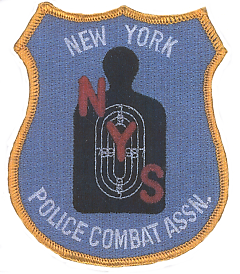 NEW YORK
NYS
POLICE COMBAT ASSN.